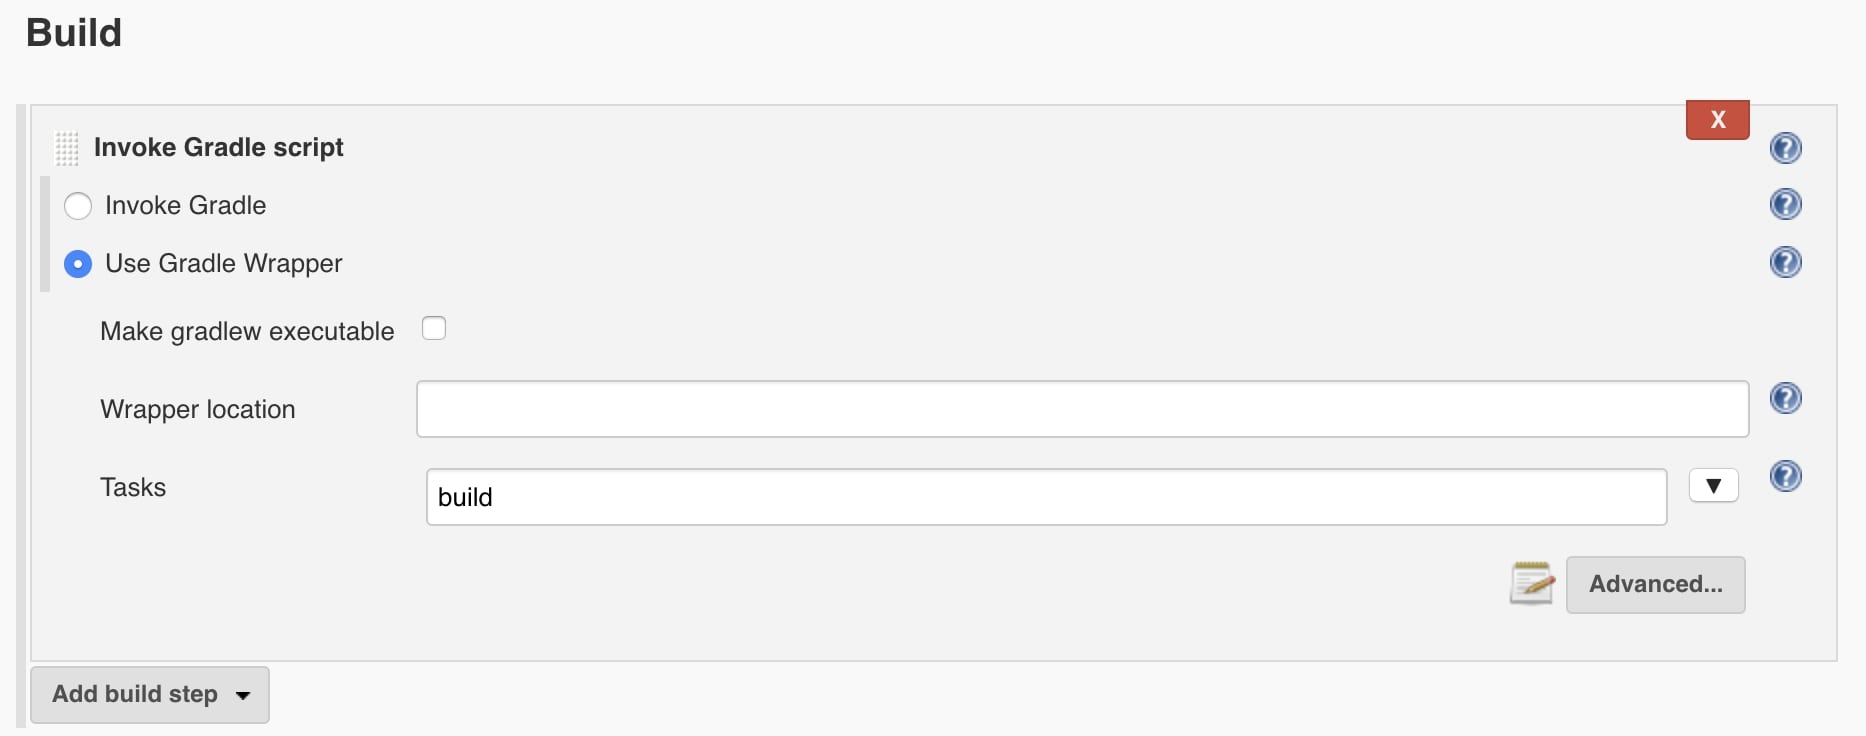 Build
X
Invoke Gradle script
?
Invoke Gradle
?
Use Gradle Wrapper
?
Make gradlew executable
Wrapper location
?
Tasks
build
▼
?
Advanced...
Add build step